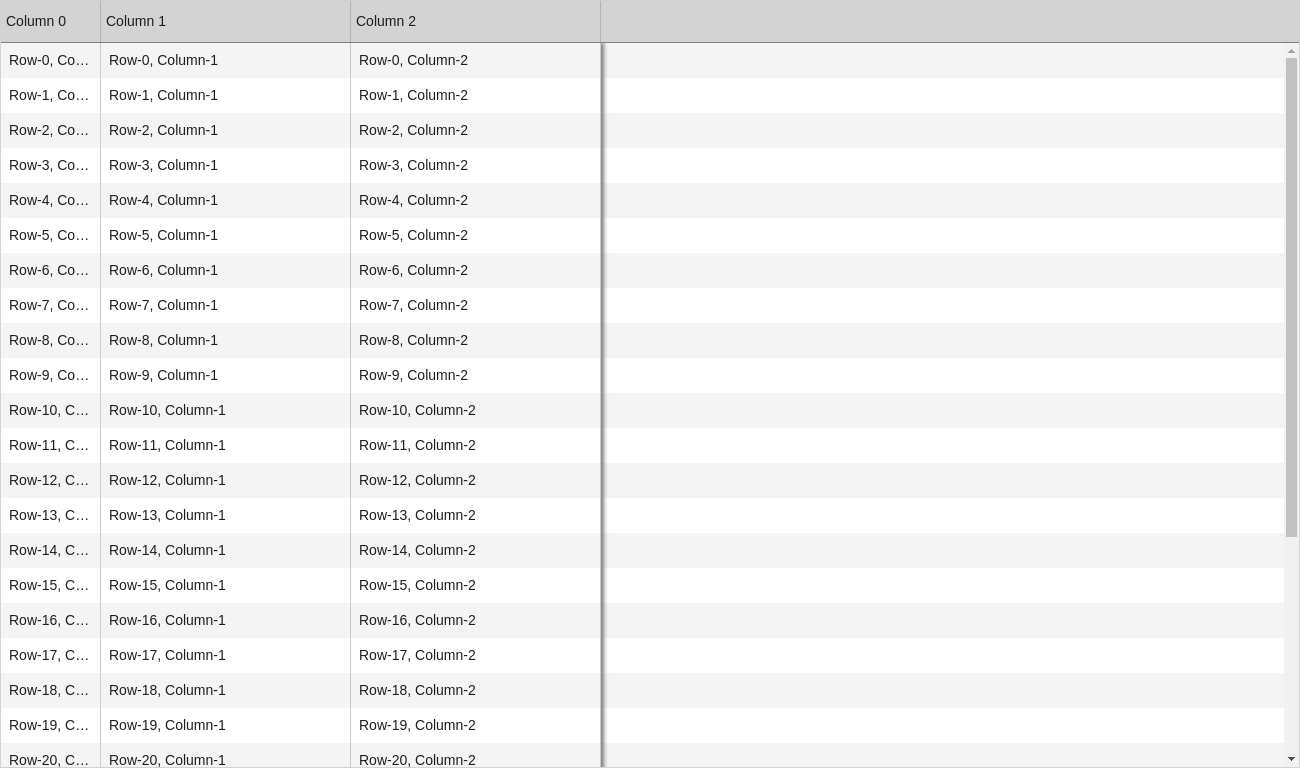 Column 0 Column 1 Column 2
Row-0, Co… Row-0, Column-1 Row-0, Column-2
Row-1, Co… Row-1, Column-1 Row-1, Column-2
Row-2, Co… Row-2, Column-1 Row-2, Column-2
Row-3, Co… Row-3, Column-1 Row-3, Column-2
Row-4, Co… Row-4, Column-1 Row-4, Column-2
Row-5, Co… Row-5, Column-1 Row-5, Column-2
Row-6, Co… Row-6, Column-1 Row-6, Column-2
Row-7, Co… Row-7, Column-1 Row-7, Column-2
Row-8, Co… Row-8, Column-1 Row-8, Column-2
Row-9, Co… Row-9, Column-1 Row-9, Column-2
Row-10, C… Row-10, Column-1 Row-10, Column-2
Row-11, C… Row-11, Column-1 Row-11, Column-2
Row-12, C… Row-12, Column-1 Row-12, Column-2
Row-13, C… Row-13, Column-1 Row-13, Column-2
Row-14, C… Row-14, Column-1 Row-14, Column-2
Row-15, C… Row-15, Column-1 Row-15, Column-2
Row-16, C… Row-16, Column-1 Row-16, Column-2
Row-17, C… Row-17, Column-1 Row-17, Column-2
Row-18, C… Row-18, Column-1 Row-18, Column-2
Row-19, C… Row-19, Column-1 Row-19, Column-2
Row-20, C… Row-20, Column-1 Row-20, Column-2